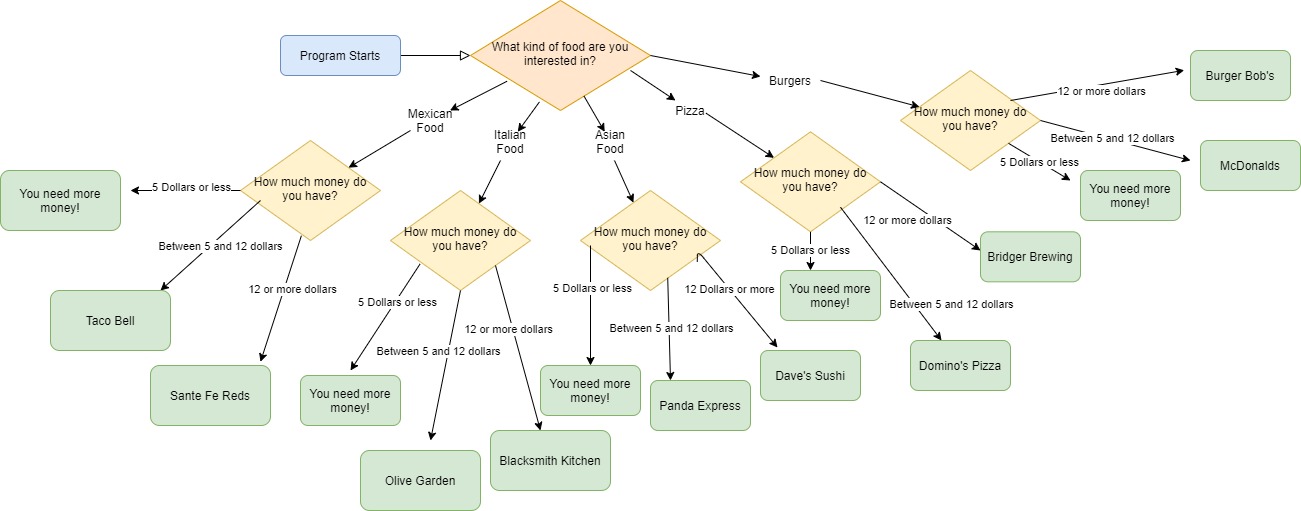 Program Starts
What kind of food are you
interested in?
Burgers
Pizza
Mexican
Food
Italian
Food
Asian
Food
How much money do
you have?
5 Dollars or less
You need more
money!
Between 5 and 12 dollars
Taco Bell
12 or more dollars
Sante Fe Reds
How much money do
you have?
5 Dollars or less
You need more
money!
Between 5 and 12 dollars
Olive Garden
12 or more dollars
Blacksmith Kitchen
How much money do
you have?
5 Dollars or less
You need more
money!
Between 5 and 12 dollars
Panda Express
12 Dollars or more
Dave's Sushi
How much money do
you have?
5 Dollars or less
You need more
money!
Between 5 and 12 dollars
Domino's Pizza
12 or more dollars
Bridger Brewing
How much money do
you have?
12 or more dollars
Burger Bob's
Between 5 and 12 dollars
McDonalds
5 Dollars or less
You need more
money!